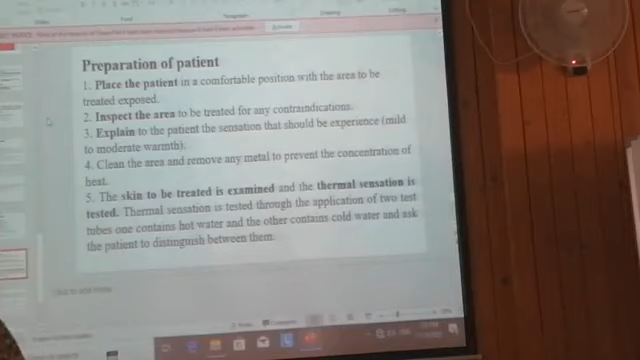 Preparation of patient
1. Place the patient in a comfortable position with the area to be
treated exposed.
2. Inspect the area to be treated for any contraindications.
3. Explain to the patient the sensation that should be experience (mild
to moderate warmth).
4. Clean the area and remove any metal to prevent the concentration of
heat.
5. The skin to be treated is examined and the thermal sensation is
tested. Thermal sensation is tested through the application of two test
tubes one contains hot water and the other contains cold water and ask
the patient to distinguish between them.
Click to add notes